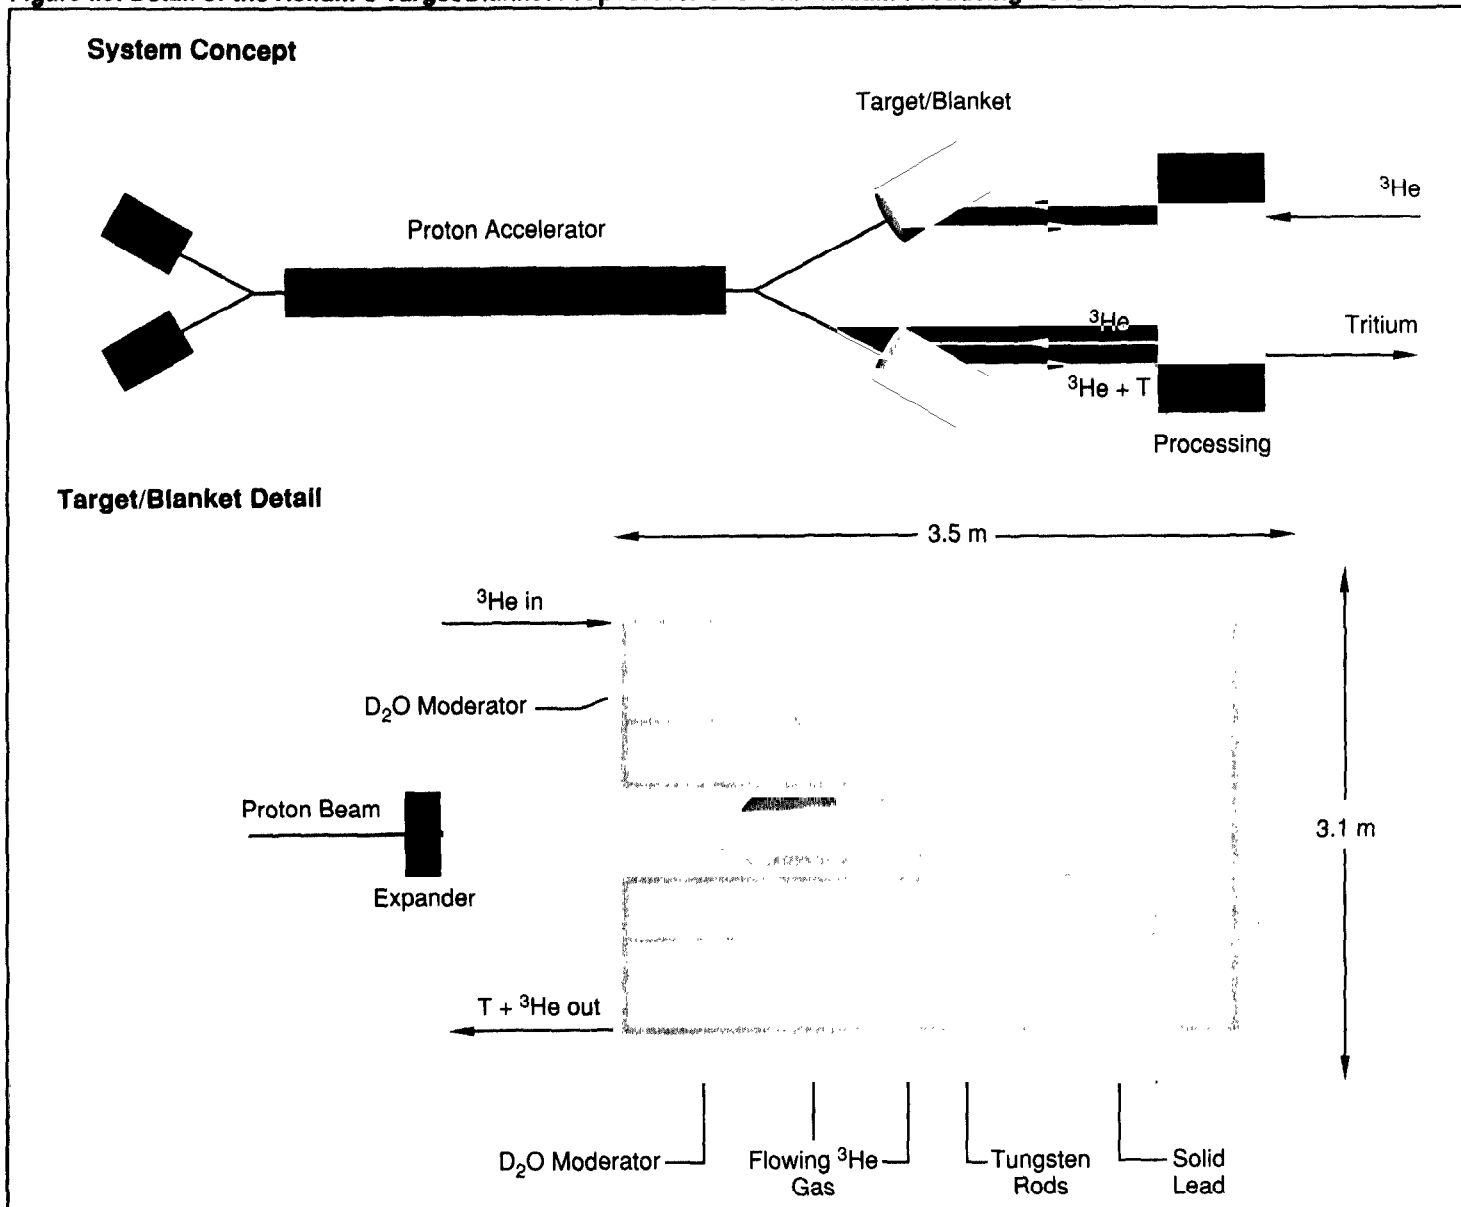 System Concept
Target/Blanket
³He
Proton Accelerator
³He
Tritium
³He + T
Processing
Target/Blanket Detail
3.5 m
³He in
D₂O Moderator
Proton Beam
3.1 m
Expander
T + ³He out
D₂O Moderator
Flowing ³He
Gas
Tungsten
Rods
Solid
Lead